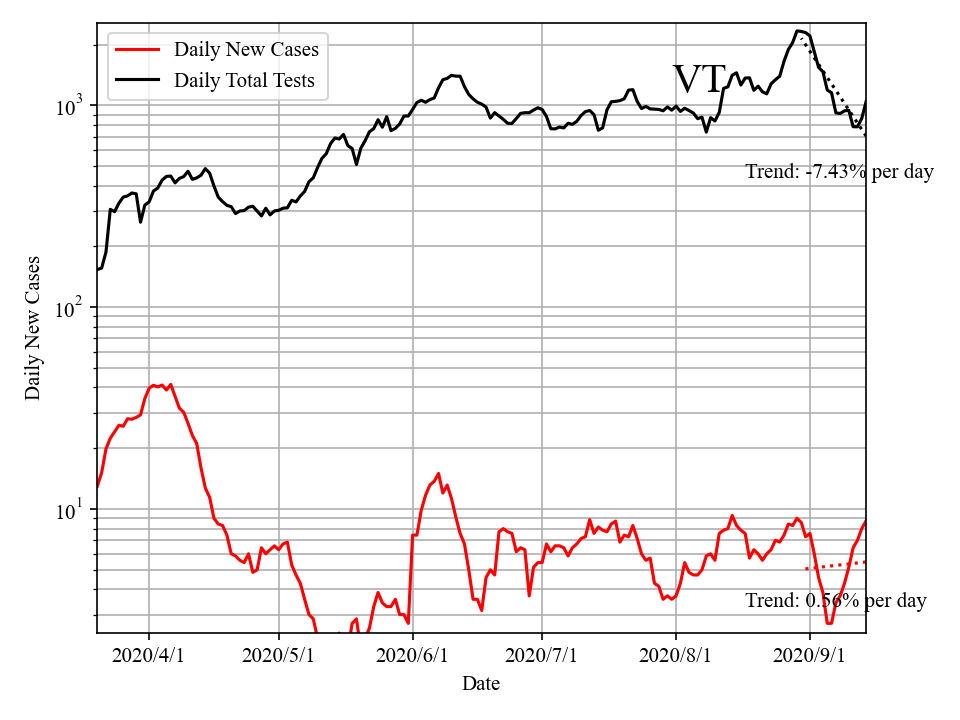 Daily New Cases
Daily Total Tests
VT
10^3
Trend: -7.43% per day
10^2
Daily New Cases
10^1
Trend: 0.56% per day
2020/4/1 2020/5/1 2020/6/1 2020/7/1 2020/8/1 2020/9/1
Date